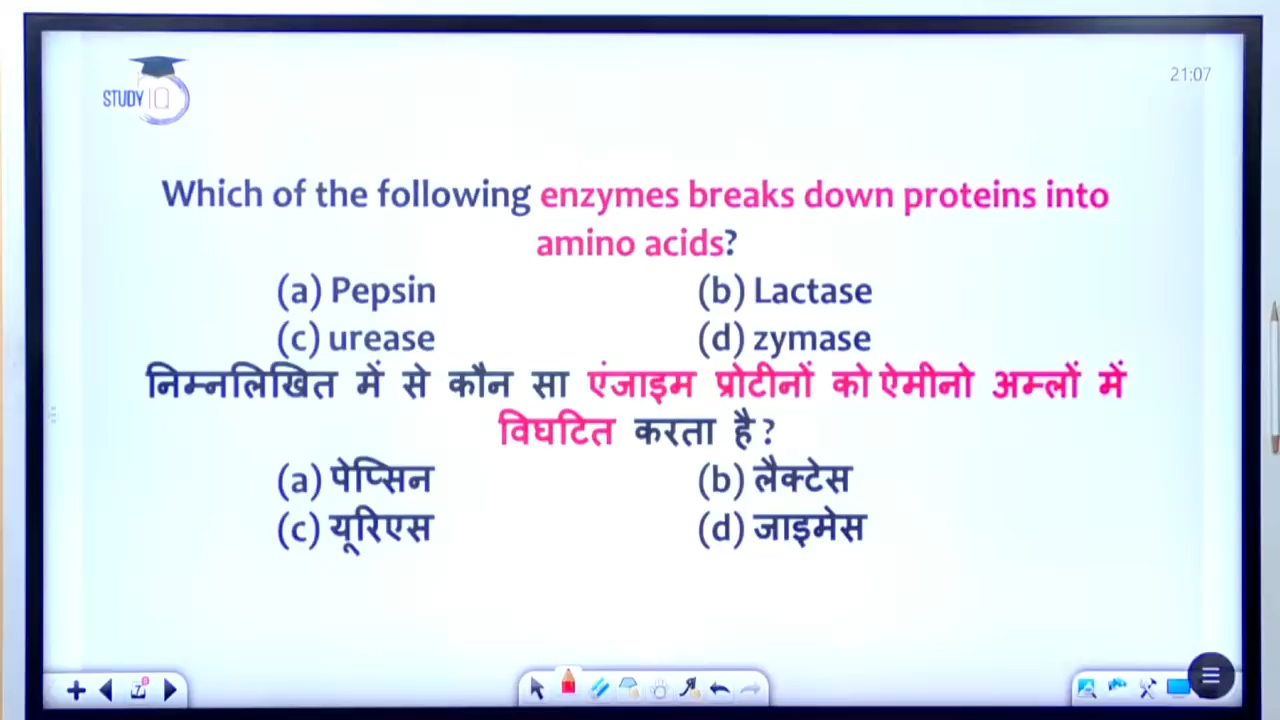 STUDY IQ
21:07
Which of the following enzymes breaks down proteins into
amino acids?
(a) Pepsin (b) Lactase
(c) urease (d) zymase
निम्नलिखित में से कौन सा एंजाइम प्रोटीनों को ऐमीनो अम्लों में
विघटित करता है ?
(a) पेप्सिन (b) लैक्टेस
(c) यूरिएस (d) जाइमेस